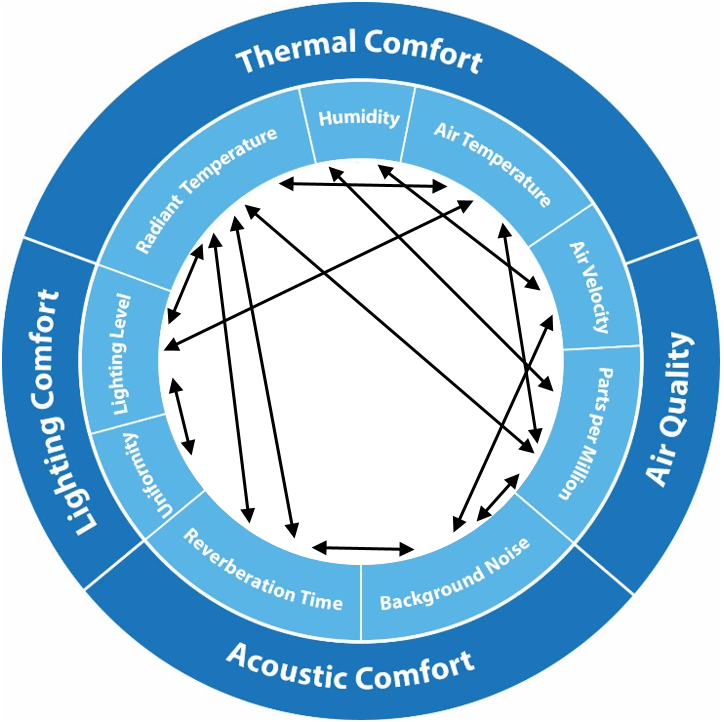 Thermal Comfort
Humidity
Air Temperature
Radiant Temperature
Air Velocity
Lighting Level
Lighting Comfort
Air Quality
Parts per Million
Uniformity
Reverberation Time
Background Noise
Acoustic Comfort